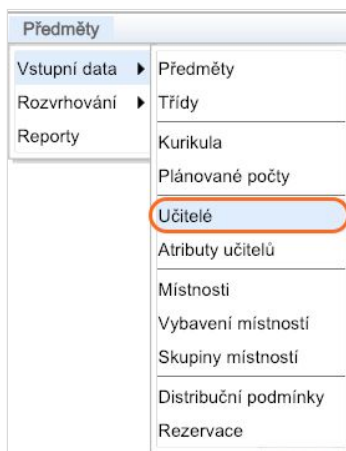 Předměty
Vstupní data
Rozvrhování
Reporty
Předměty
Třídy
Kurikula
Plánované počty
Učitelé
Atributy učitelů
Místnosti
Vybavení místností
Skupiny místností
Distribuční podmínky
Rezervace